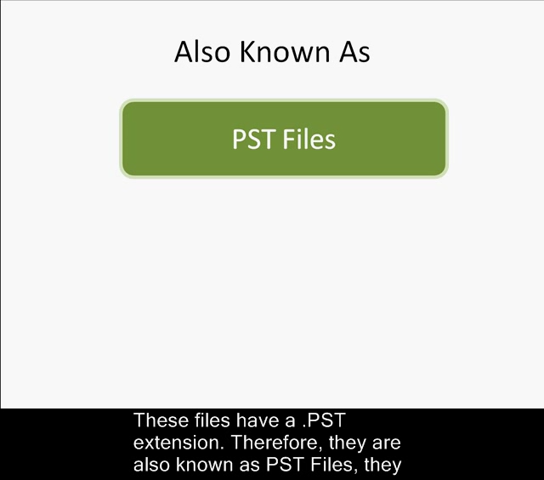 Also Known As
PST Files
These files have a .PST
extension. Therefore, they are
also known as PST Files, they